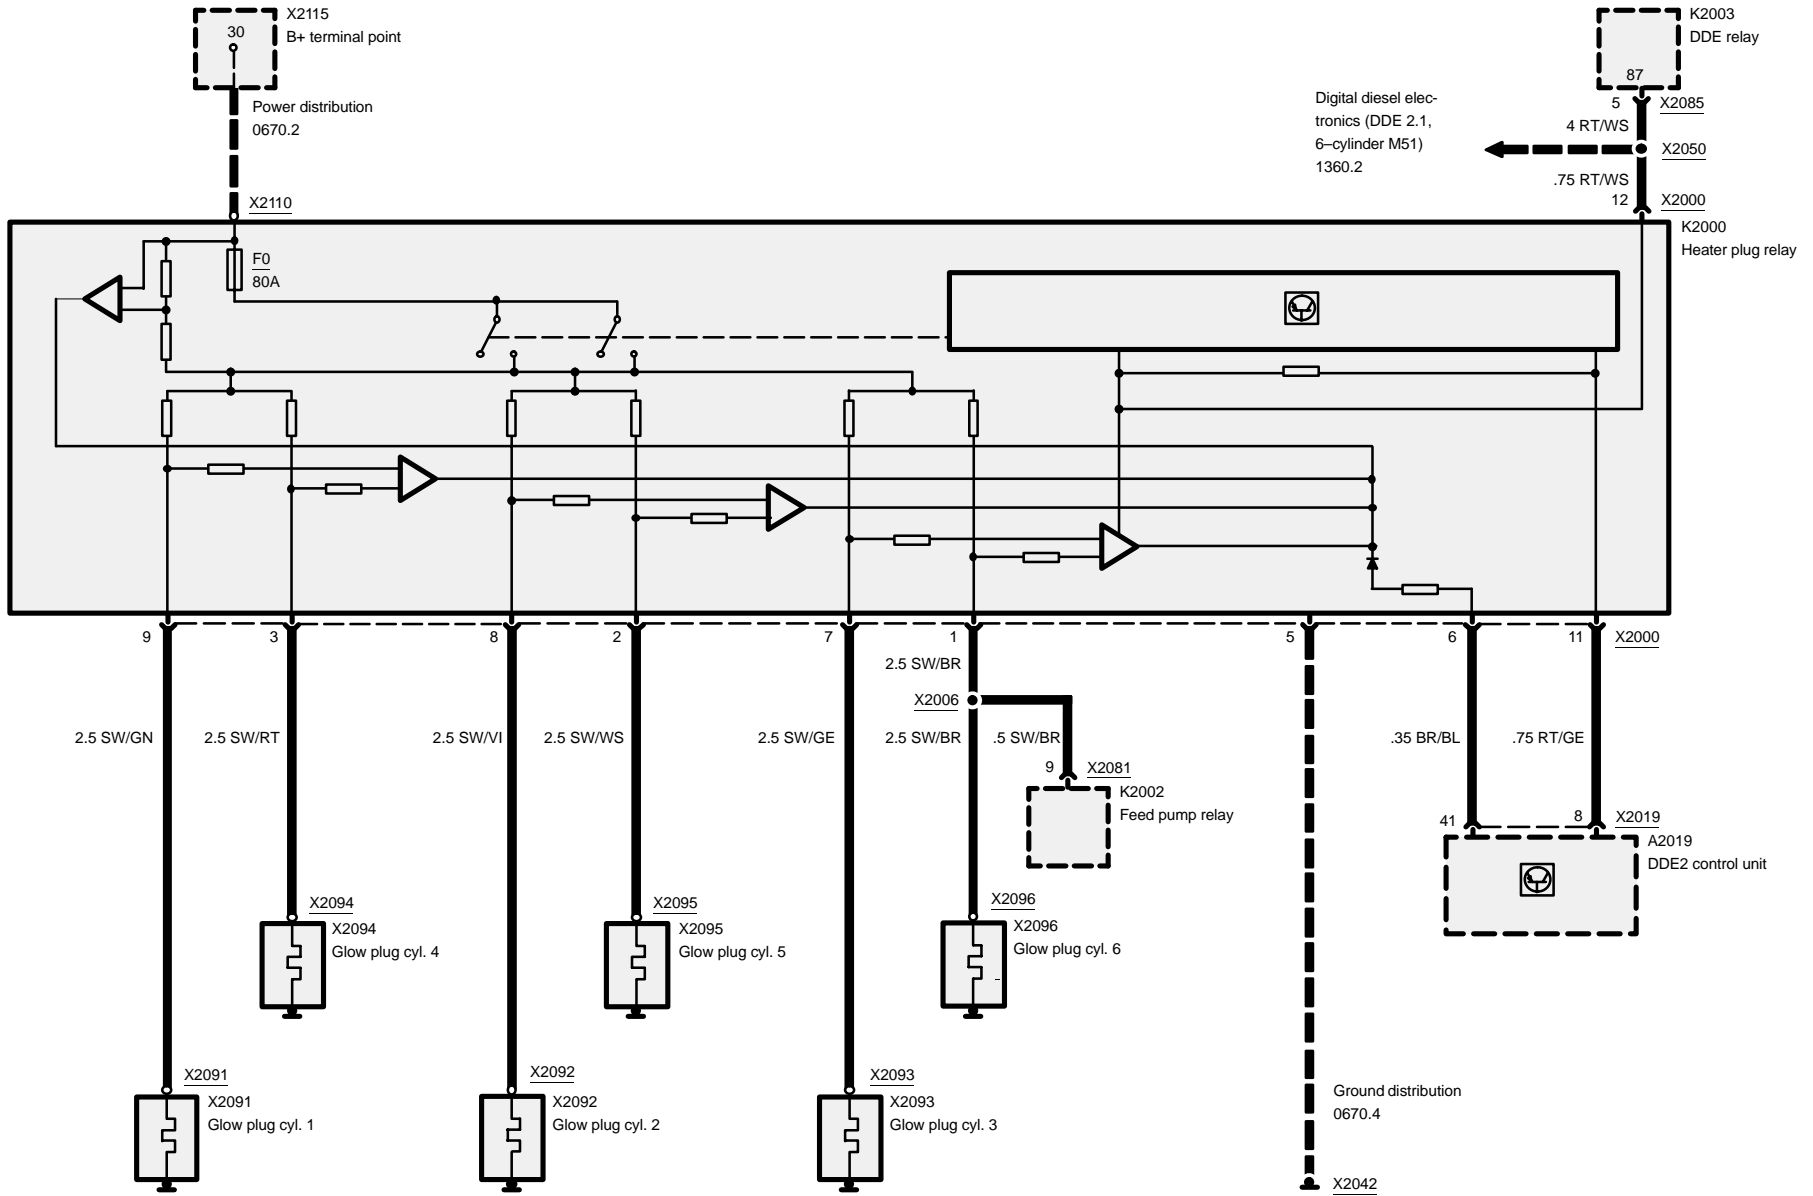 X2115
B+ terminal point
30
Power distribution
0670.2
X2110
K2003
DDE relay
87
5
X2085
4 RT/WS
Digital diesel elec-
tronics (DDE 2.1,
6–cylinder M51)
1360.2
X2050
.75 RT/WS
12
X2000
K2000
Heater plug relay
F0
80A
9
3
8
2
7
1
5
6
11
X2000
2.5 SW/BR
X2006
2.5 SW/GN
2.5 SW/RT
2.5 SW/VI
2.5 SW/WS
2.5 SW/GE
2.5 SW/BR
.5 SW/BR
.35 BR/BL
.75 RT/GE
9
X2081
K2002
Feed pump relay
41
8
X2019
A2019
DDE2 control unit
X2094
X2094
Glow plug cyl. 4
X2095
X2095
Glow plug cyl. 5
X2096
X2096
Glow plug cyl. 6
X2091
X2091
Glow plug cyl. 1
X2092
X2092
Glow plug cyl. 2
X2093
X2093
Glow plug cyl. 3
Ground distribution
0670.4
X2042